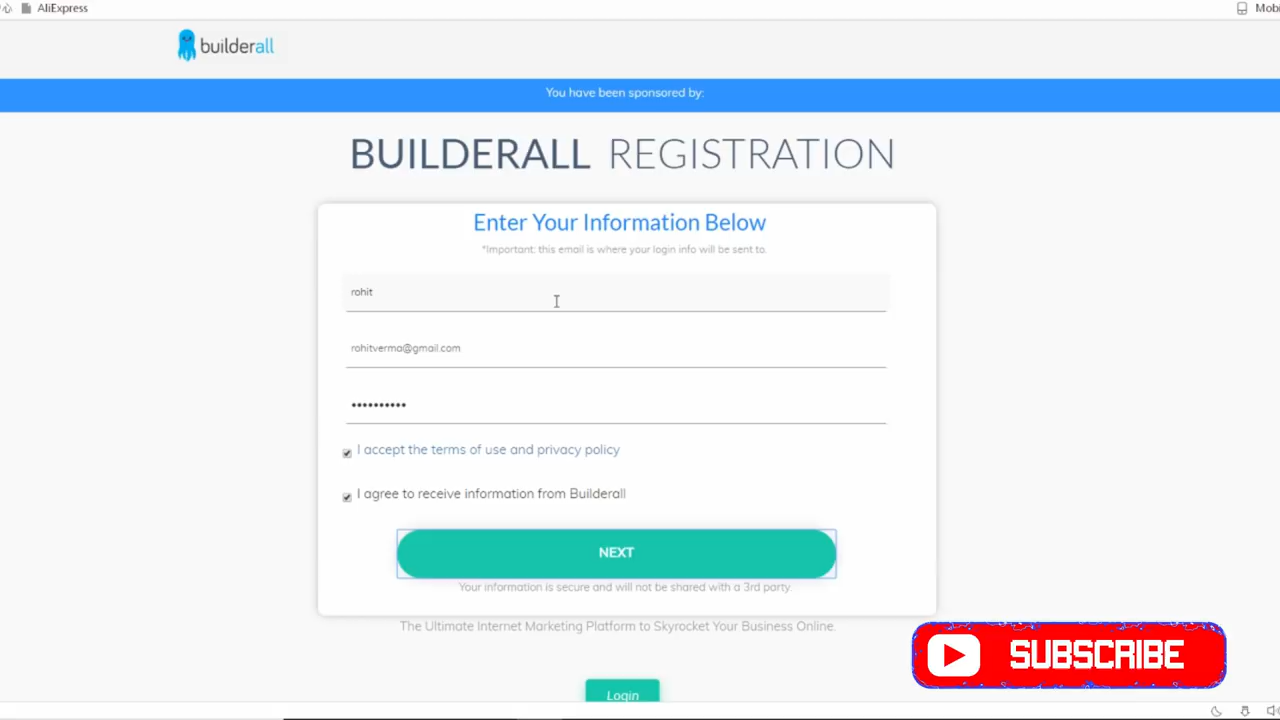 AliExpress
Mobi
builderall
You have been sponsored by:
BUILDERALL REGISTRATION
Enter Your Information Below
*Important: this email is where your login info will be sent to.
rohit
rohitverma@gmail.com
••••••••••
I accept the terms of use and privacy policy
I agree to receive information from Builderall
NEXT
Your information is secure and will not be shared with a 3rd party.
The Ultimate Internet Marketing Platform to Skyrocket Your Business Online.
SUBSCRIBE
Login